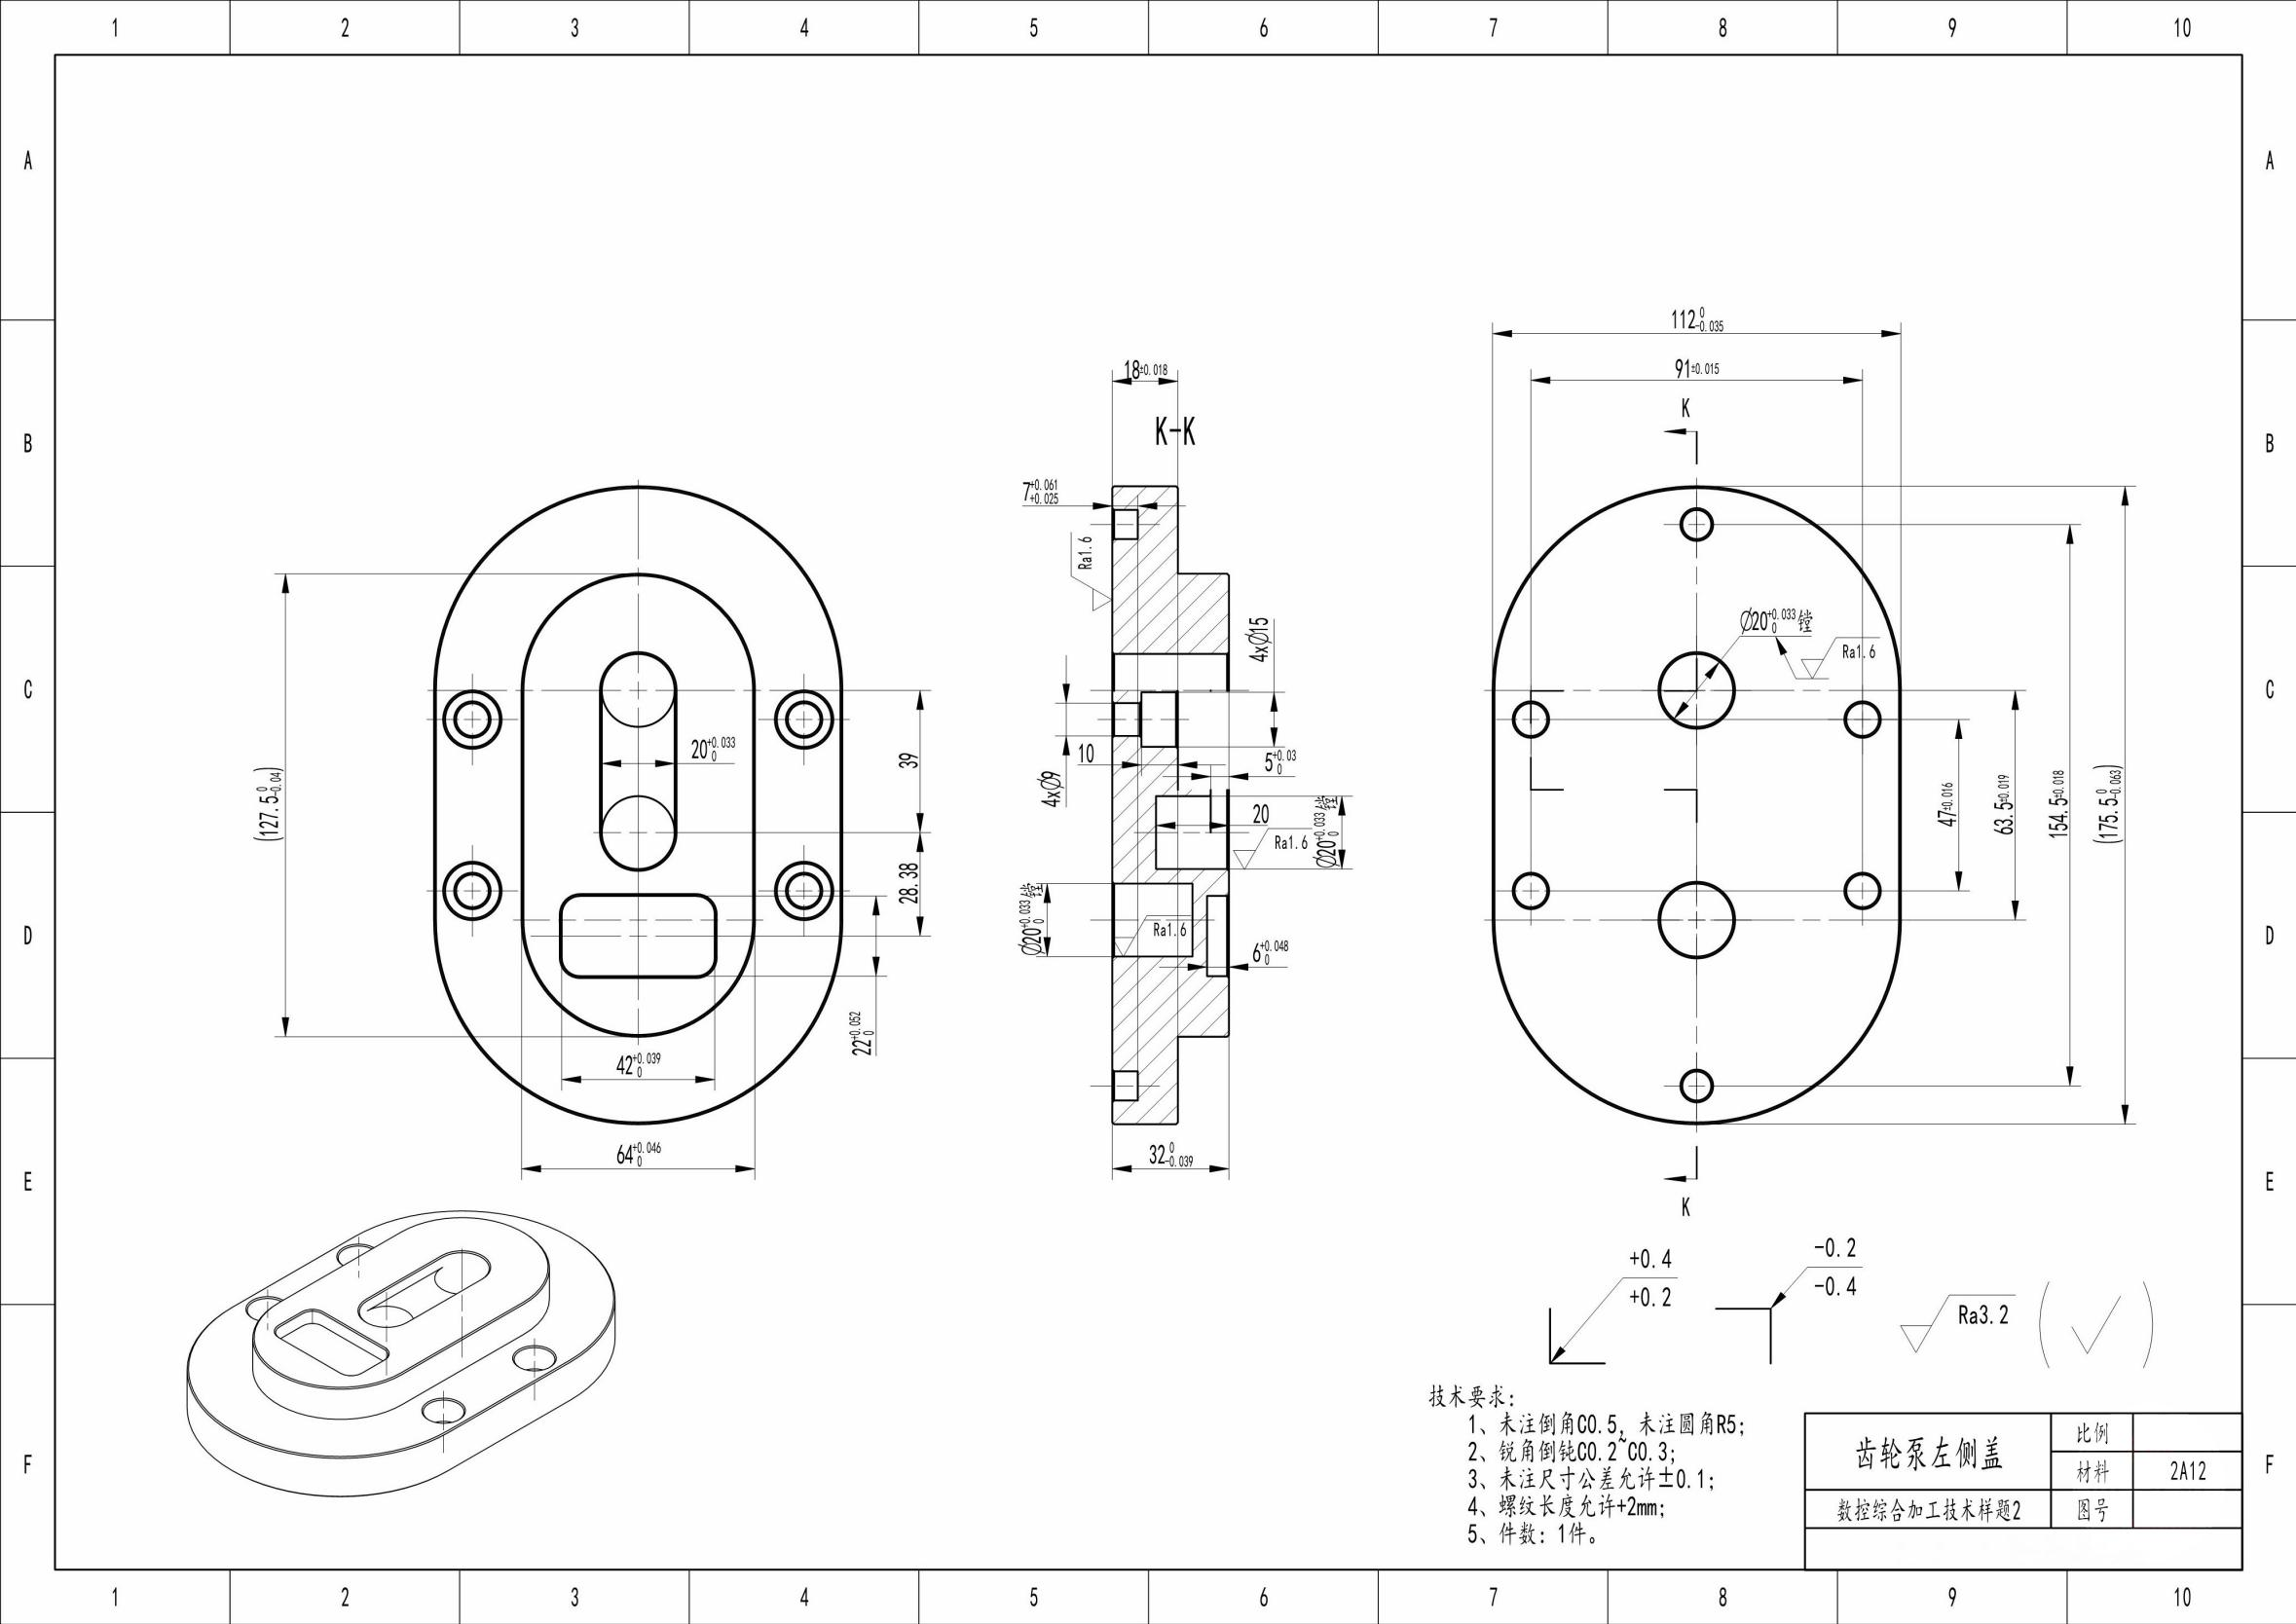 1 2 3 4 5 6 7 8 9 10
A A
B B
C C
D D
E E
F F
(127.5 0 -0.04)
20 +0.033 0
39
28.38
22 +0.052 0
42 +0.039 0
64 +0.046 0
18±0.018
K-K
7 +0.061 +0.025
Ra1.6
4xØ15
10
4xØ9
5 +0.03 0
20
Ra1.6
Ø20 +0.033 0 镗
Ø20 +0.033 0 镗
Ra1.6
6 +0.048 0
32 0 -0.039
112 0 -0.035
91±0.015
K
Ø20 +0.033 0 镗
Ra1.6
47±0.016
63.5±0.019
154.5±0.018
(175.5 0 -0.063)
K
+0.4
+0.2
-0.2
-0.4
Ra3.2
技术要求:
1、未注倒角C0.5, 未注圆角R5;
2、锐角倒钝C0.2~C0.3;
3、未注尺寸公差允许±0.1;
4、螺纹长度允许+2mm;
5、件数: 1件。
齿轮泵左侧盖
比例
材料 2A12
数控综合加工技术样题2 图号
1 2 3 4 5 6 7 8 9 10